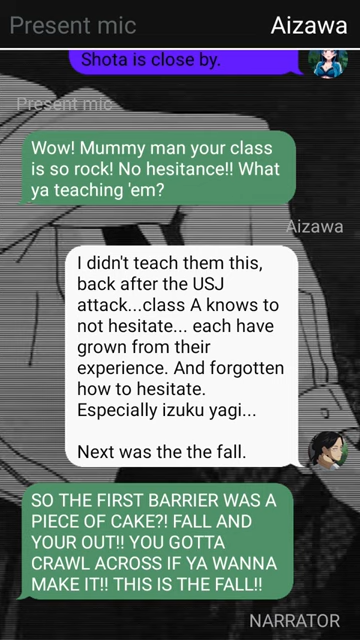 Present mic
Aizawa
Shota is close by.
Present mic
Wow! Mummy man your class
is so rock! No hesitance!! What
ya teaching 'em?
Aizawa
I didn't teach them this,
back after the USJ
attack...class A knows to
not hesitate... each have
grown from their
experience. And forgotten
how to hesitate.
Especially izuku yagi...
Next was the the fall.
SO THE FIRST BARRIER WAS A
PIECE OF CAKE?! FALL AND
YOUR OUT!! YOU GOTTA
CRAWL ACROSS IF YA WANNA
MAKE IT!! THIS IS THE FALL!!
NARRATOR